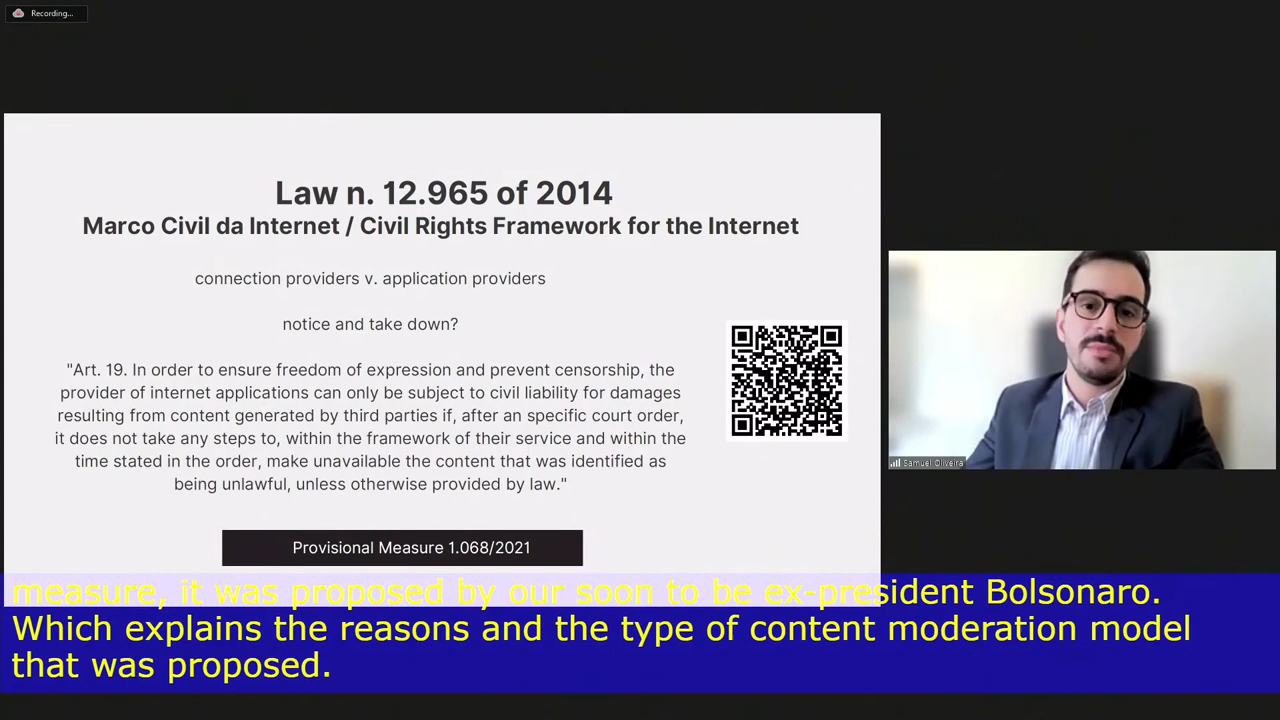 Recording...
Law n. 12.965 of 2014
Marco Civil da Internet / Civil Rights Framework for the Internet
connection providers v. application providers
notice and take down?
"Art. 19. In order to ensure freedom of expression and prevent censorship, the
provider of internet applications can only be subject to civil liability for damages
resulting from content generated by third parties if, after an specific court order,
it does not take any steps to, within the framework of their service and within the
time stated in the order, make unavailable the content that was identified as
being unlawful, unless otherwise provided by law."
Provisional Measure 1.068/2021
Samuel Oliveira
measure, it was proposed by our soon to be ex-president Bolsonaro.
Which explains the reasons and the type of content moderation model
that was proposed.